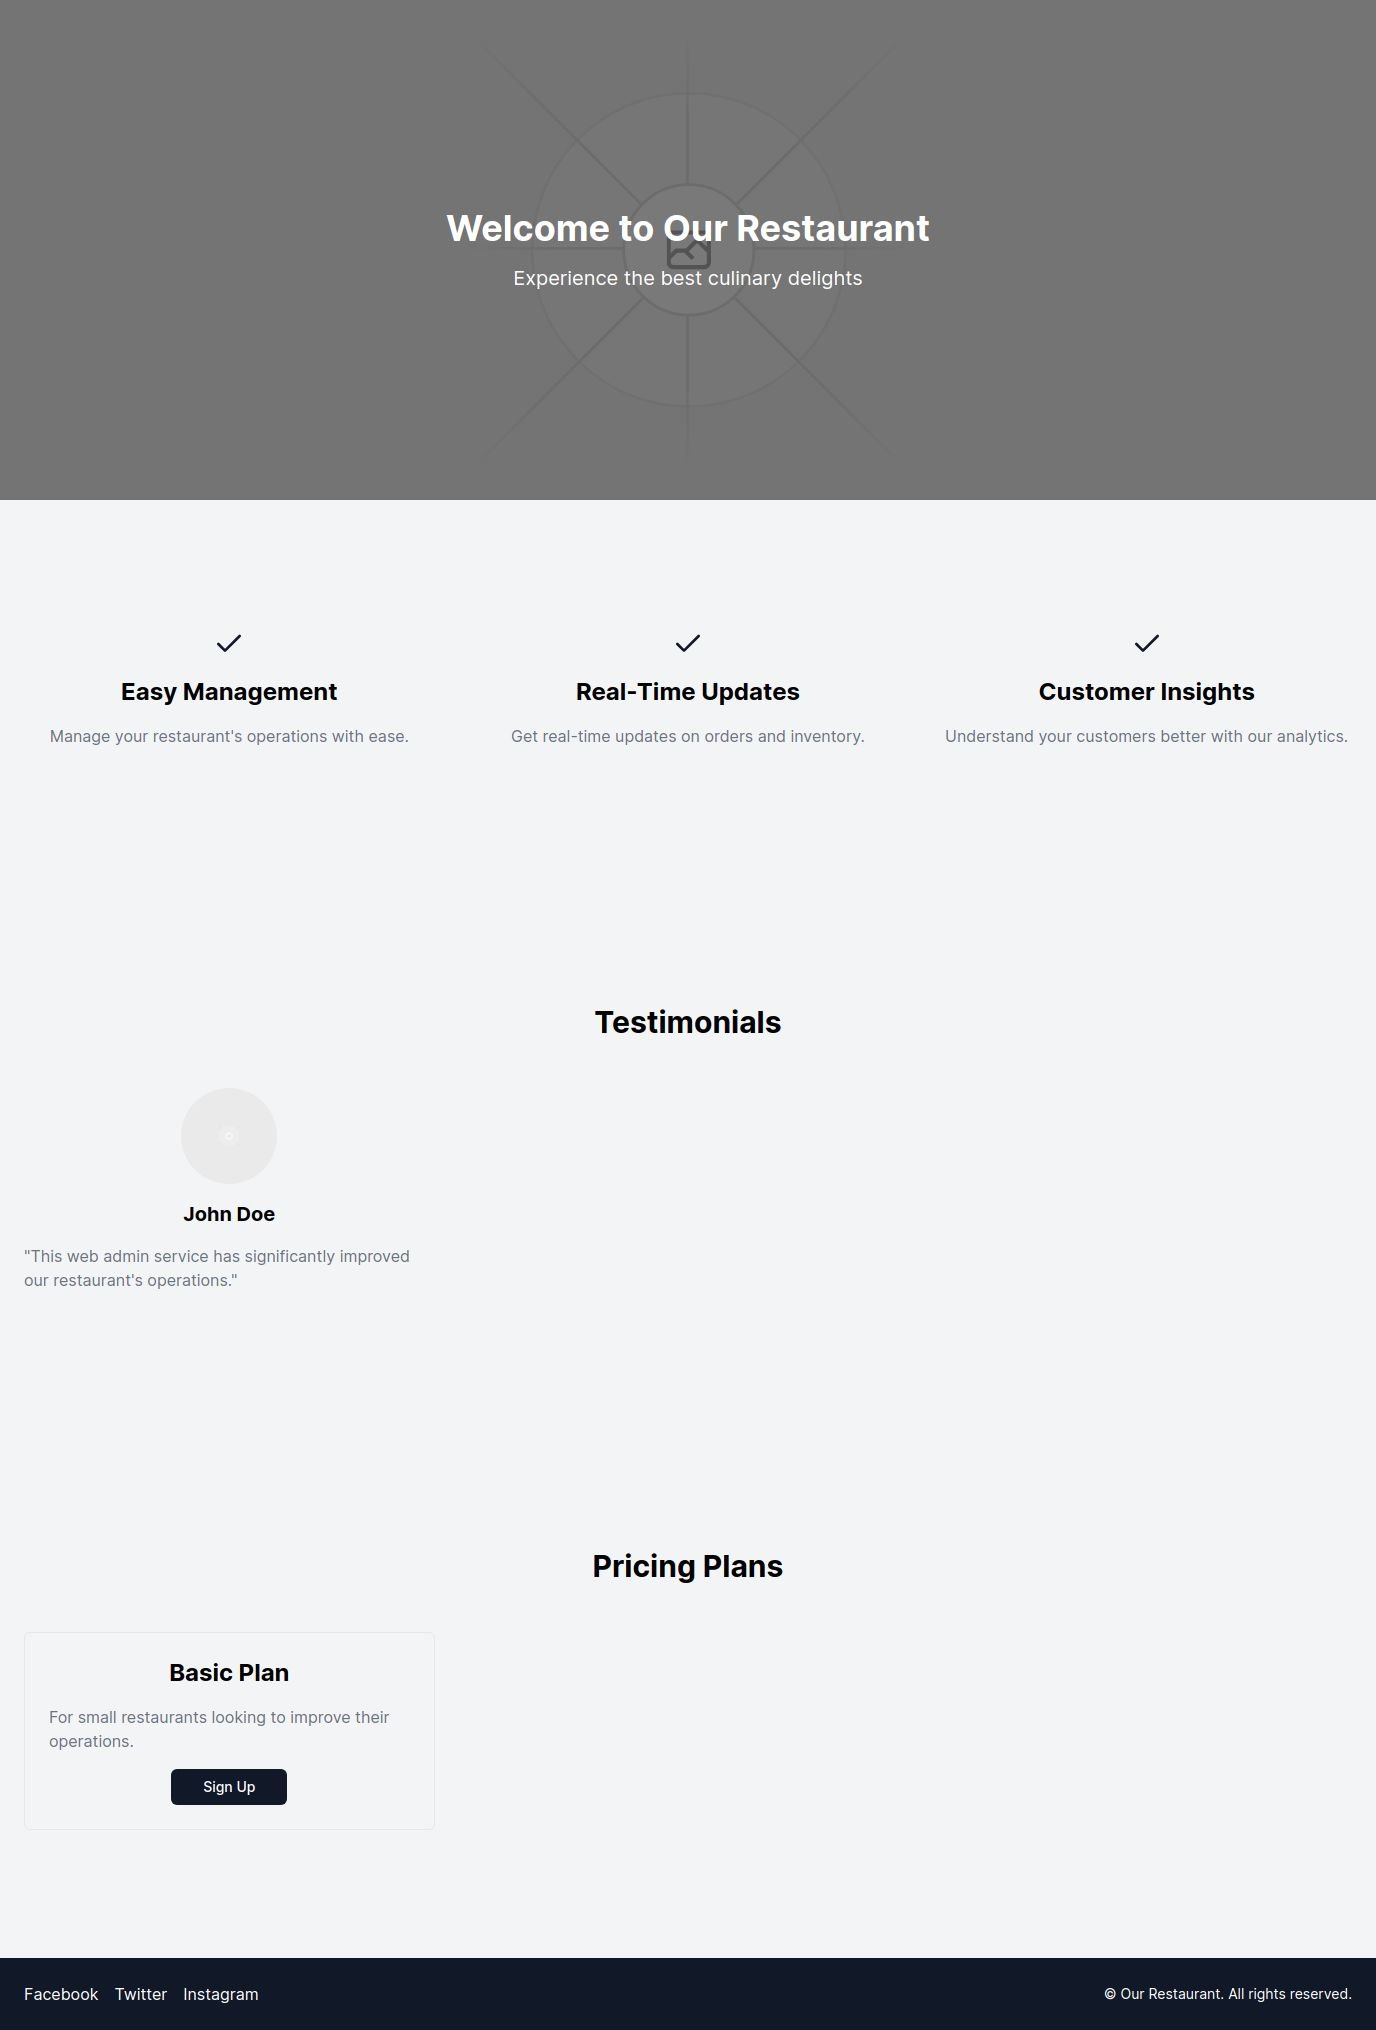 Welcome to Our Restaurant
Experience the best culinary delights
Easy Management
Manage your restaurant's operations with ease.
Real-Time Updates
Get real-time updates on orders and inventory.
Customer Insights
Understand your customers better with our analytics.
Testimonials
John Doe
"This web admin service has significantly improved
our restaurant's operations."
Pricing Plans
Basic Plan
For small restaurants looking to improve their
operations.
Sign Up
Facebook Twitter Instagram
© Our Restaurant. All rights reserved.